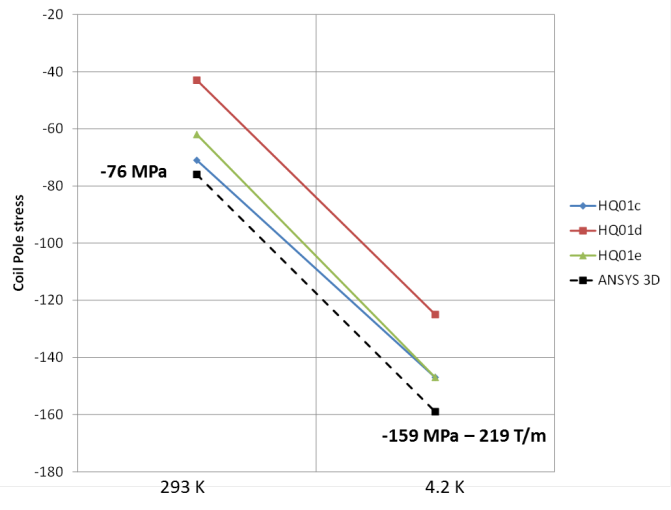 -20
-40
-60
-80
-100
-120
-140
-160
-180
Coil Pole stress
-76 MPa
-159 MPa – 219 T/m
293 K
4.2 K
HQ01c
HQ01d
HQ01e
ANSYS 3D